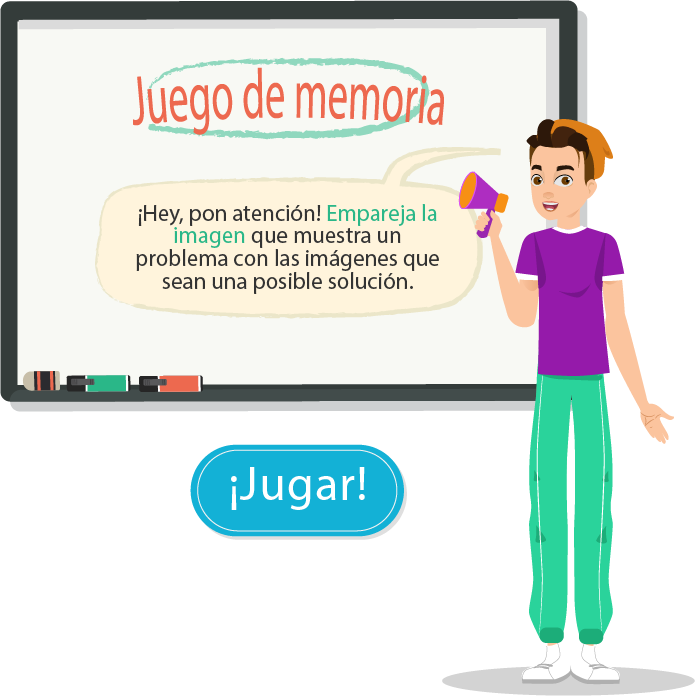 Juego de memoria
¡Hey, pon atención! Empareja la
imagen que muestra un
problema con las imágenes que
sean una posible solución.
¡Jugar!